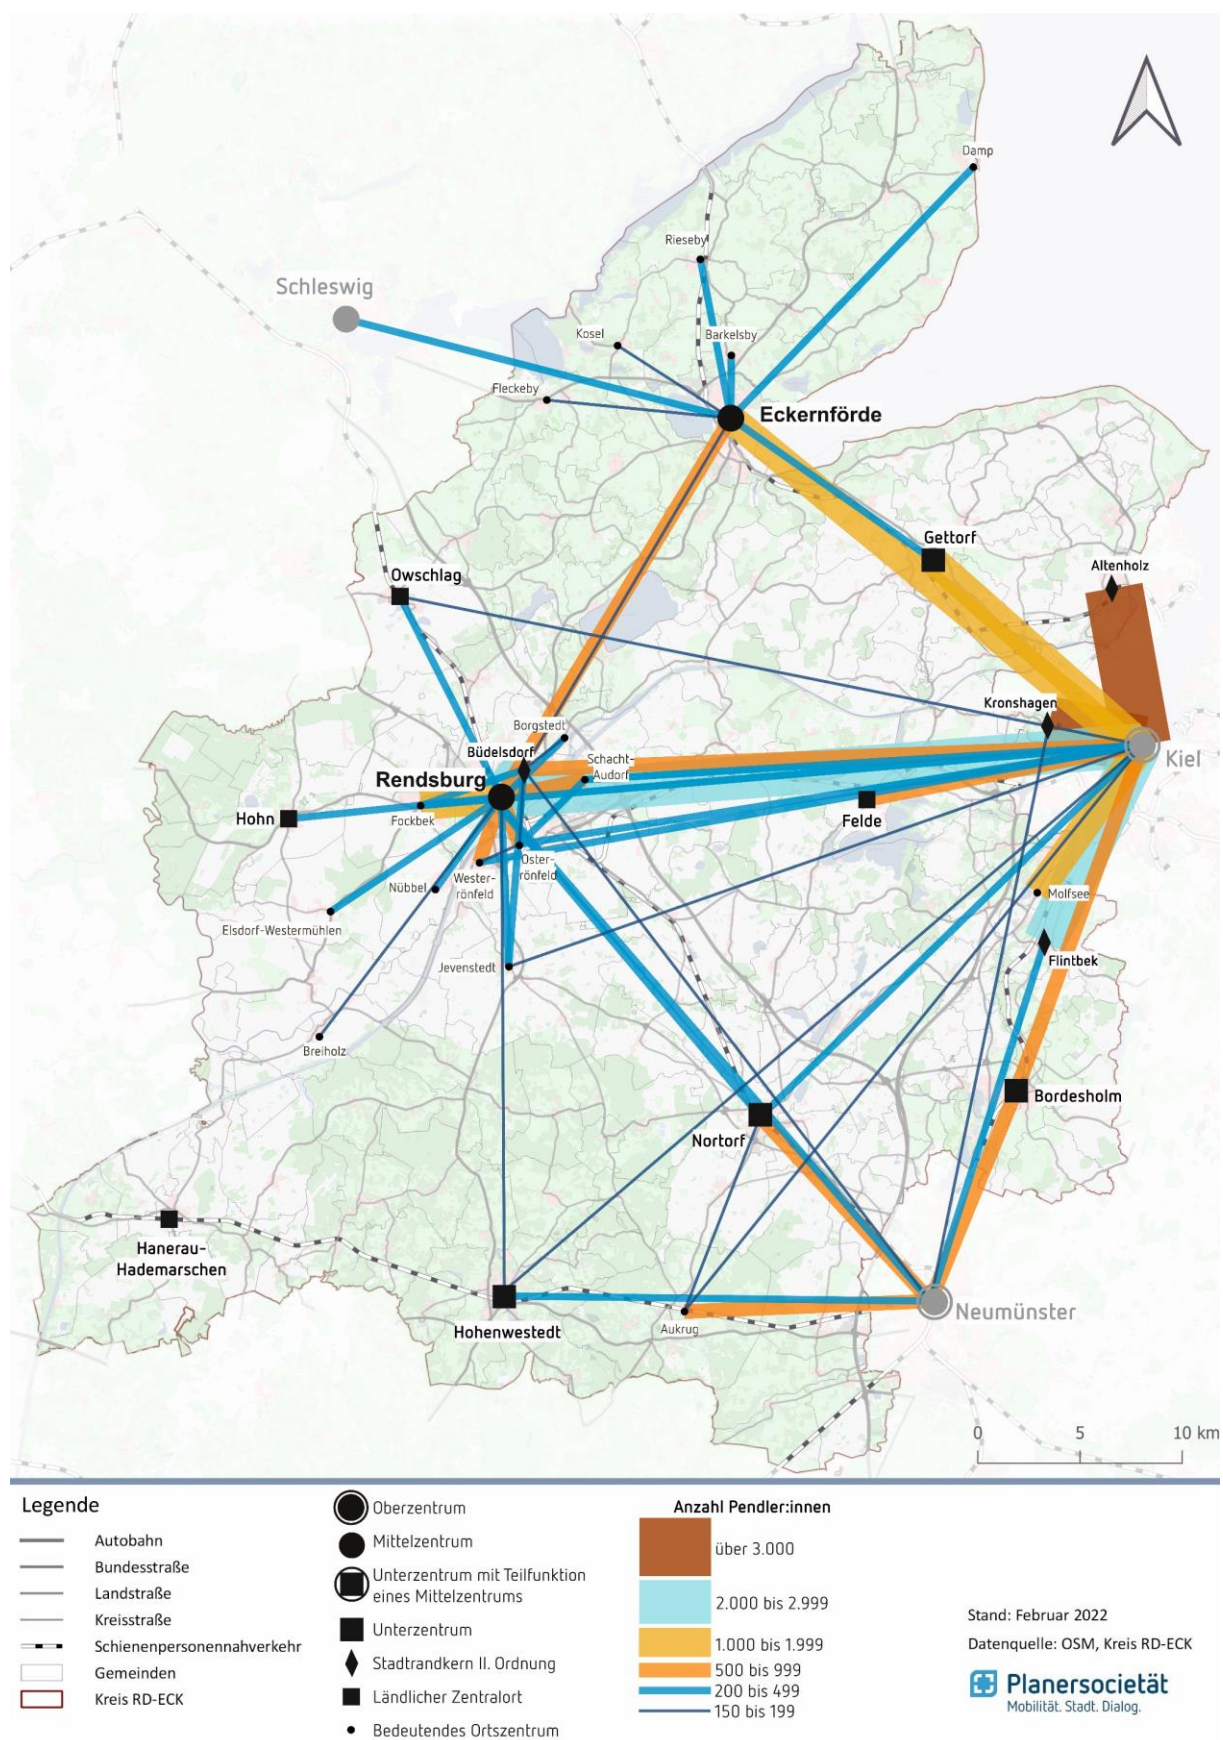 Damp
Rieseby
Schleswig
Kosel
Barkelsby
Fleckeby
Eckernförde
Gettorf
Altenholz
Owschlag
Kronshagen
Borgstedt
Büdelsdorf
Schacht-
Audorf
Kiel
Rendsburg
Hohn
Fockbek
Felde
Oster-
rönfeld
Wester-
rönfeld
Nübbel
Molfsee
Elsdorf-Westermühlen
Flintbek
Jevenstedt
Breiholz
Bordesholm
Nortorf
Hanerau-
Hademarschen
Neumünster
Hohenwestedt
Aukrug
0 5 10 km
Legende
Autobahn
Bundesstraße
Landstraße
Kreisstraße
Schienenpersonennahverkehr
Gemeinden
Kreis RD-ECK
Oberzentrum
Mittelzentrum
Unterzentrum mit Teilfunktion
eines Mittelzentrums
Unterzentrum
Stadtrandkern II. Ordnung
Ländlicher Zentralort
Bedeutendes Ortszentrum
Anzahl Pendler:innen
über 3.000
2.000 bis 2.999
1.000 bis 1.999
500 bis 999
200 bis 499
150 bis 199
Stand: Februar 2022
Datenquelle: OSM, Kreis RD-ECK
Planersocietät
Mobilität. Stadt. Dialog.